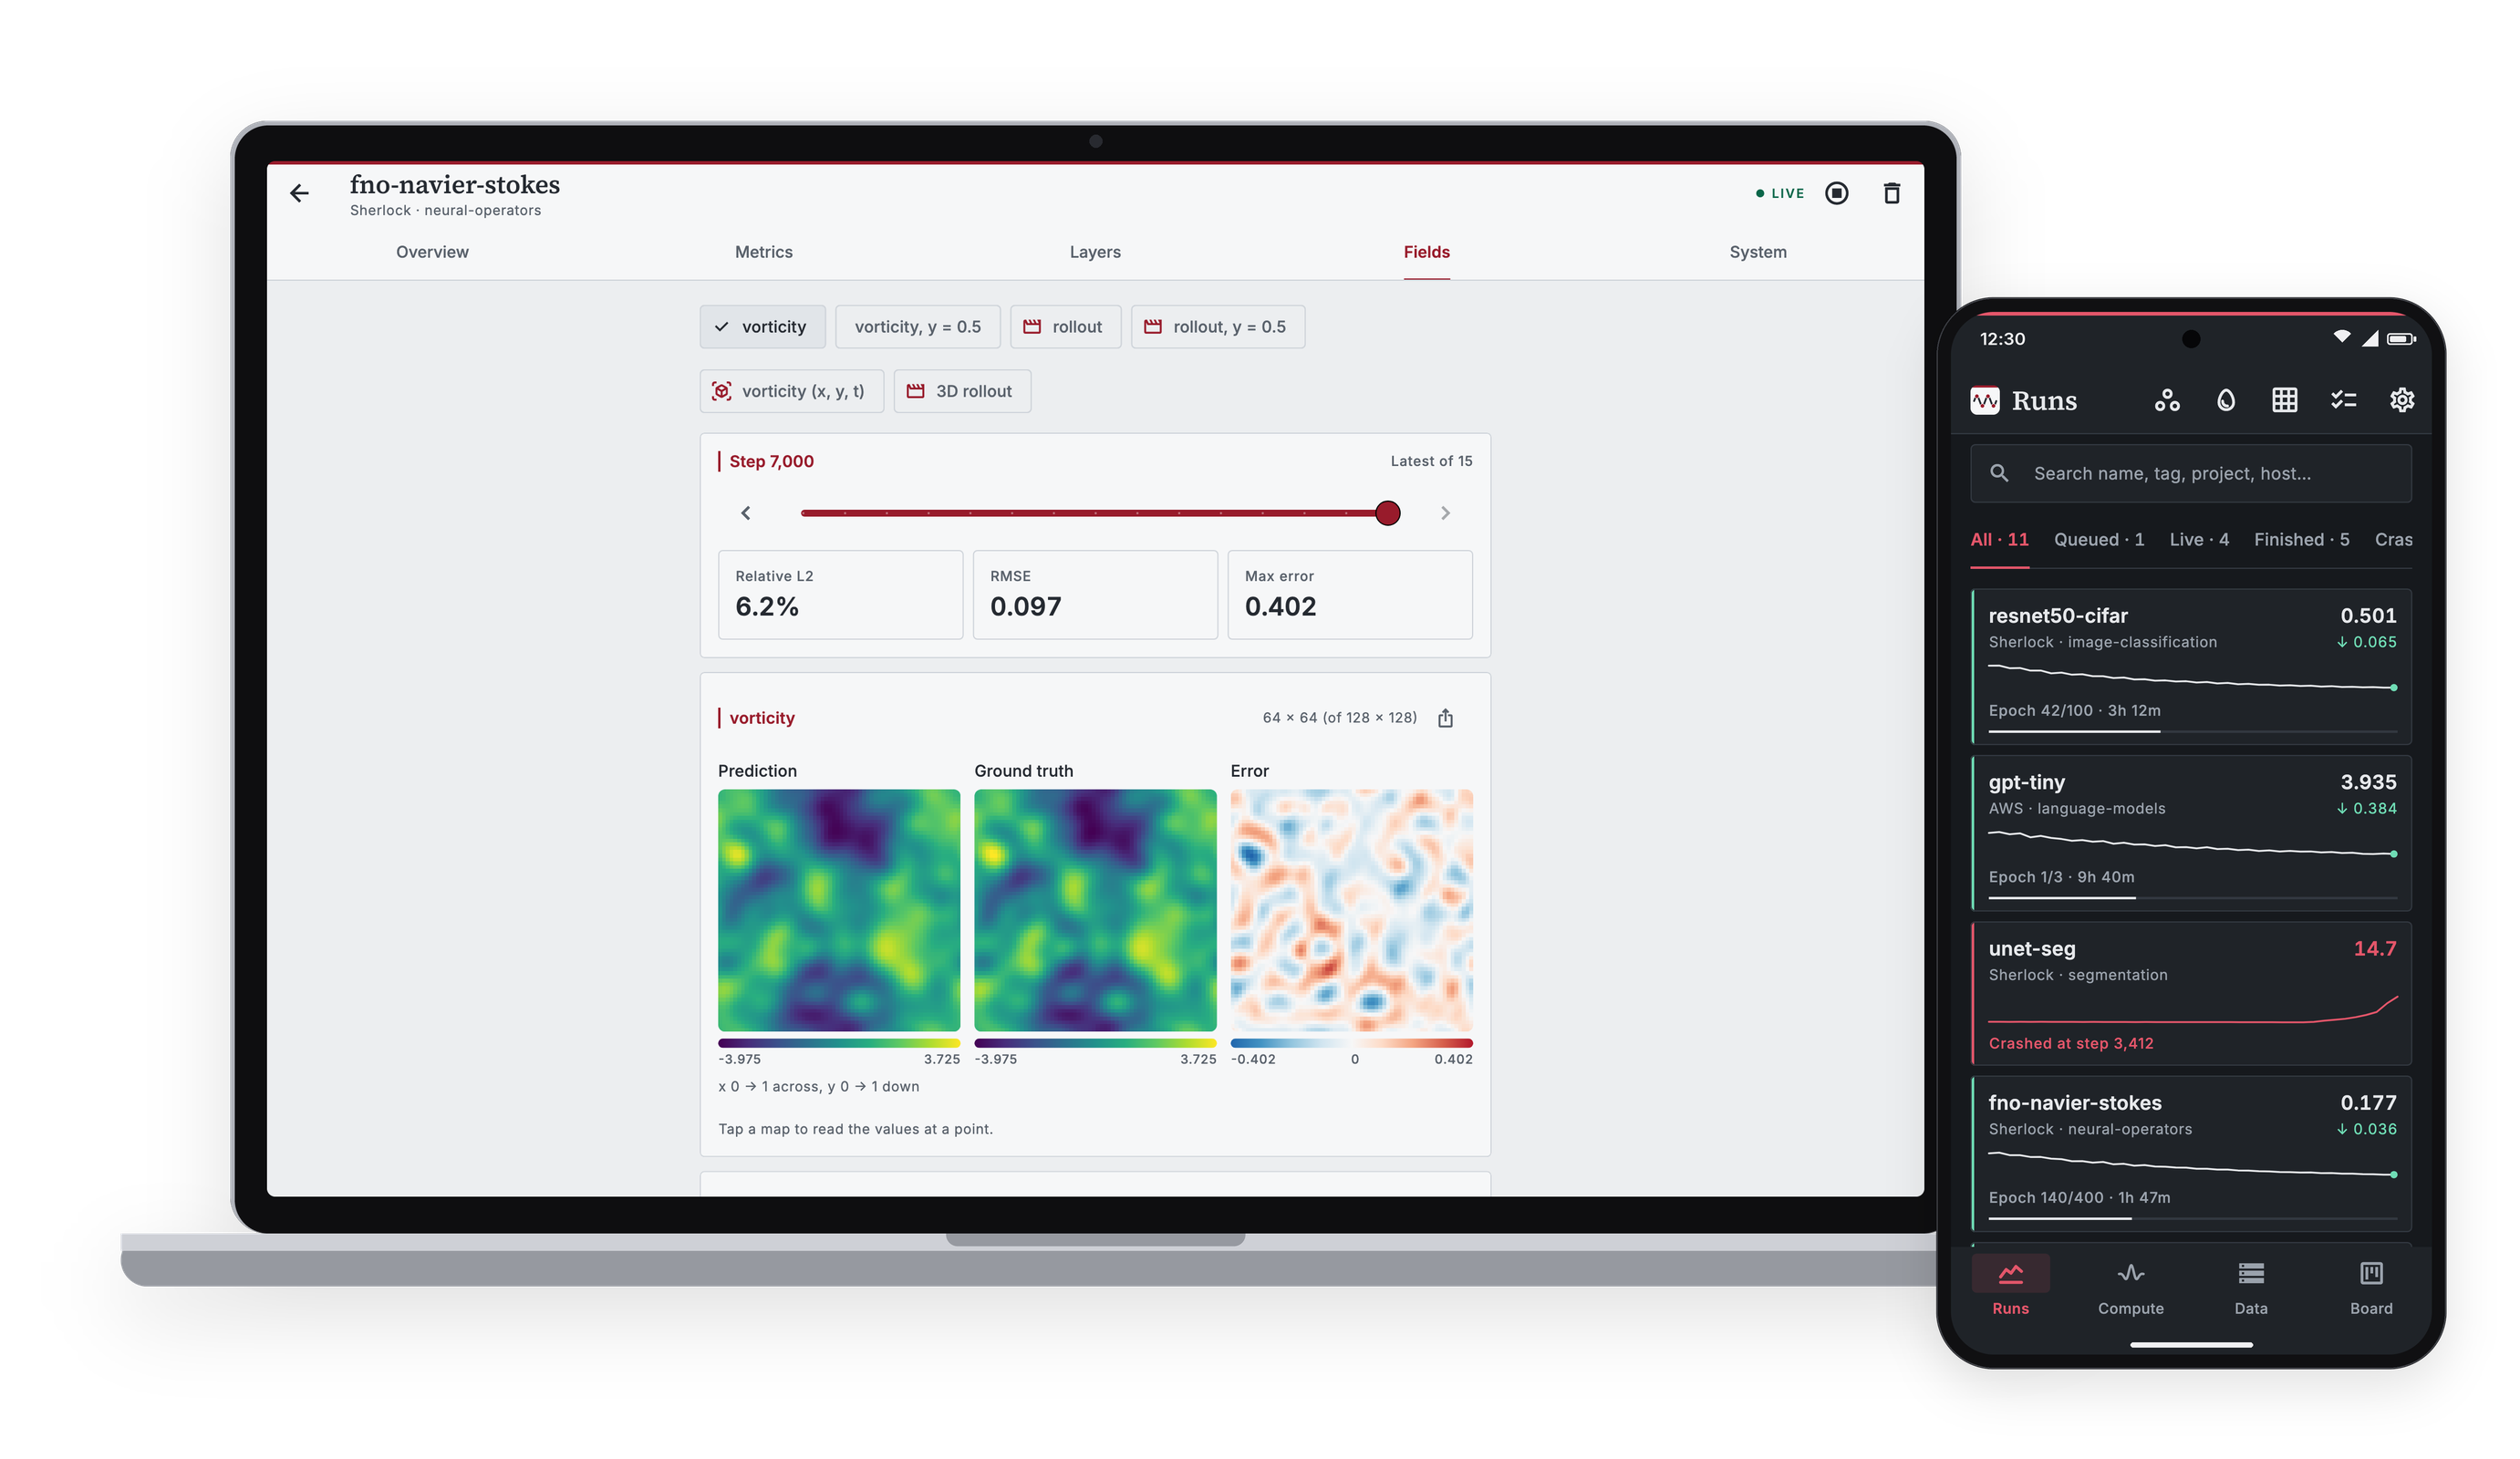 fno-navier-stokes
Sherlock · neural-operators
LIVE
Overview Metrics Layers Fields System
vorticity vorticity, y = 0.5 rollout rollout, y = 0.5
vorticity (x, y, t) 3D rollout
Step 7,000 Latest of 15
Relative L2 RMSE Max error
6.2% 0.097 0.402
vorticity 64 × 64 (of 128 × 128)
Prediction Ground truth Error
-3.975 3.725 -3.975 3.725 -0.402 0 0.402
x 0 → 1 across, y 0 → 1 down
Tap a map to read the values at a point.
12:30
Runs
Search name, tag, project, host...
All · 11 Queued · 1 Live · 4 Finished · 5 Cras
resnet50-cifar 0.501
Sherlock · image-classification ↓ 0.065
Epoch 42/100 · 3h 12m
gpt-tiny 3.935
AWS · language-models ↓ 0.384
Epoch 1/3 · 9h 40m
unet-seg 14.7
Sherlock · segmentation
Crashed at step 3,412
fno-navier-stokes 0.177
Sherlock · neural-operators ↓ 0.036
Epoch 140/400 · 1h 47m
Runs Compute Data Board